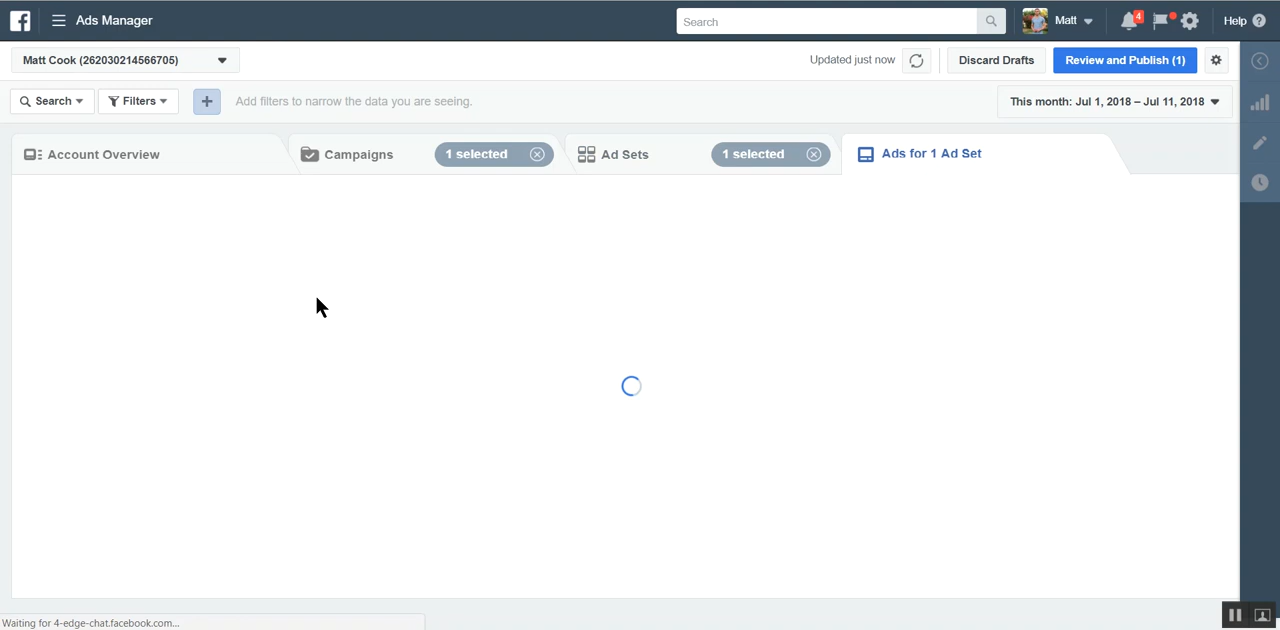 Ads Manager
Search
Matt
4
Help
Matt Cook (262030214566705)
Updated just now
Discard Drafts
Review and Publish (1)
Search
Filters
Add filters to narrow the data you are seeing.
This month: Jul 1, 2018 – Jul 11, 2018
Account Overview
Campaigns
1 selected
Ad Sets
1 selected
Ads for 1 Ad Set
Waiting for 4-edge-chat.facebook.com...